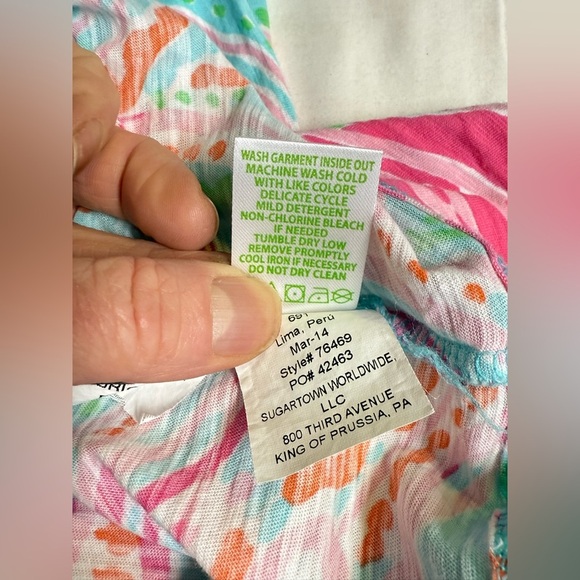 WASH GARMENT INSIDE OUT
MACHINE WASH COLD
WITH LIKE COLORS
DELICATE CYCLE
MILD DETERGENT
NON-CHLORINE BLEACH
IF NEEDED
TUMBLE DRY LOW
REMOVE PROMPTLY
COOL IRON IF NECESSARY
DO NOT DRY CLEAN
Lima, Perú
Mar-14
Style# 76469
PO# 42463
SUGARTOWN WORLDWIDE,
LLC
800 THIRD AVENUE
KING OF PRUSSIA, PA